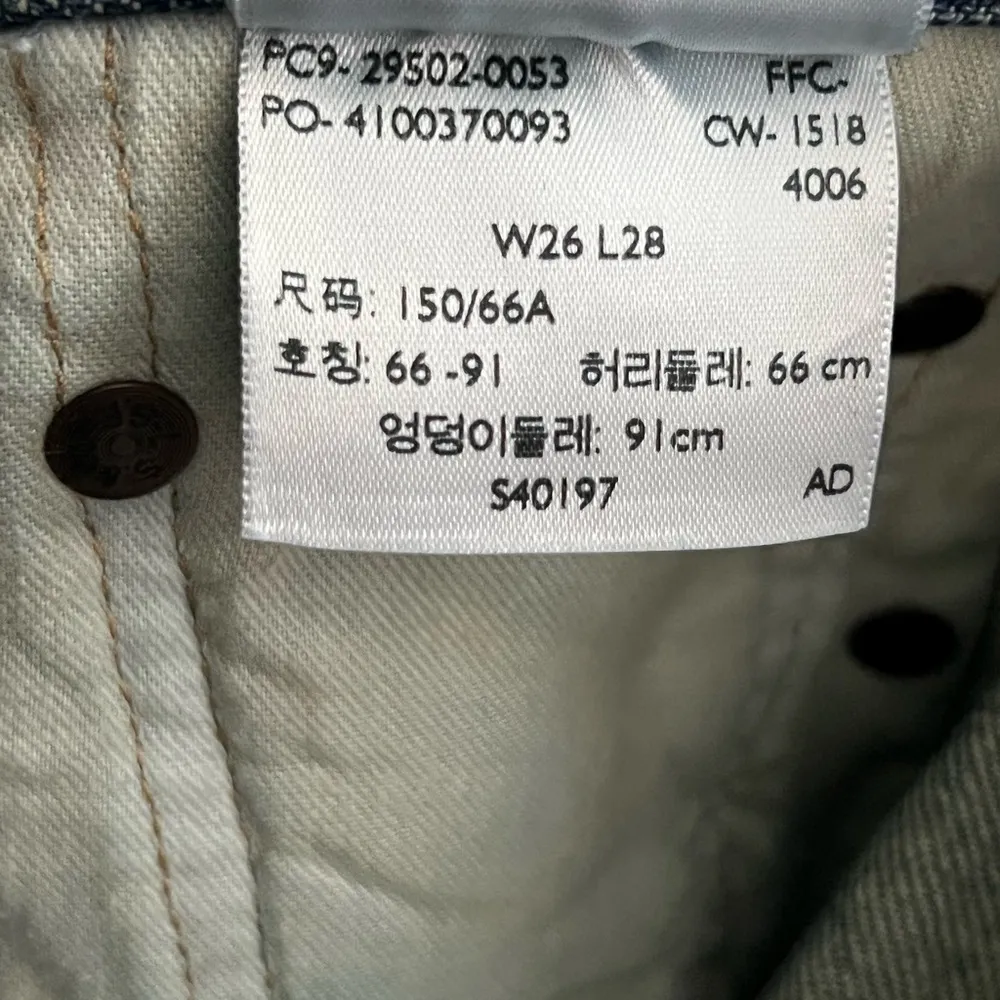 PC9- 29502-0053 FFC-
PO- 4100370093 CW- 1518
4006
W26 L28
尺码: 150/66A
호칭: 66 -91 허리둘레: 66 cm
엉덩이둘레: 91cm
S40197 AD